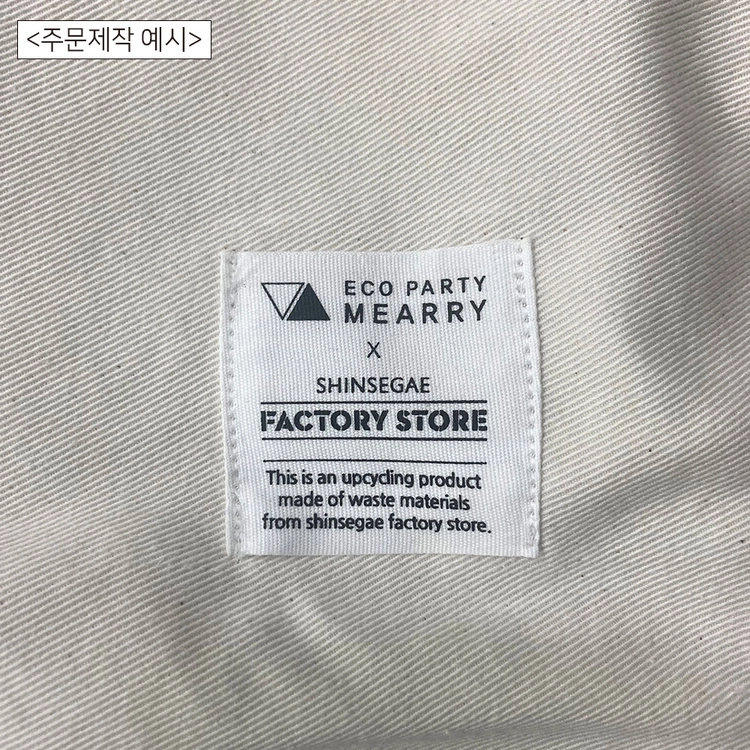 <주문제작 예시>
ECO PARTY
MEARRY
X
SHINSEGAE
FACTORY STORE
This is an upcycling product
made of waste materials
from shinsegae factory store.